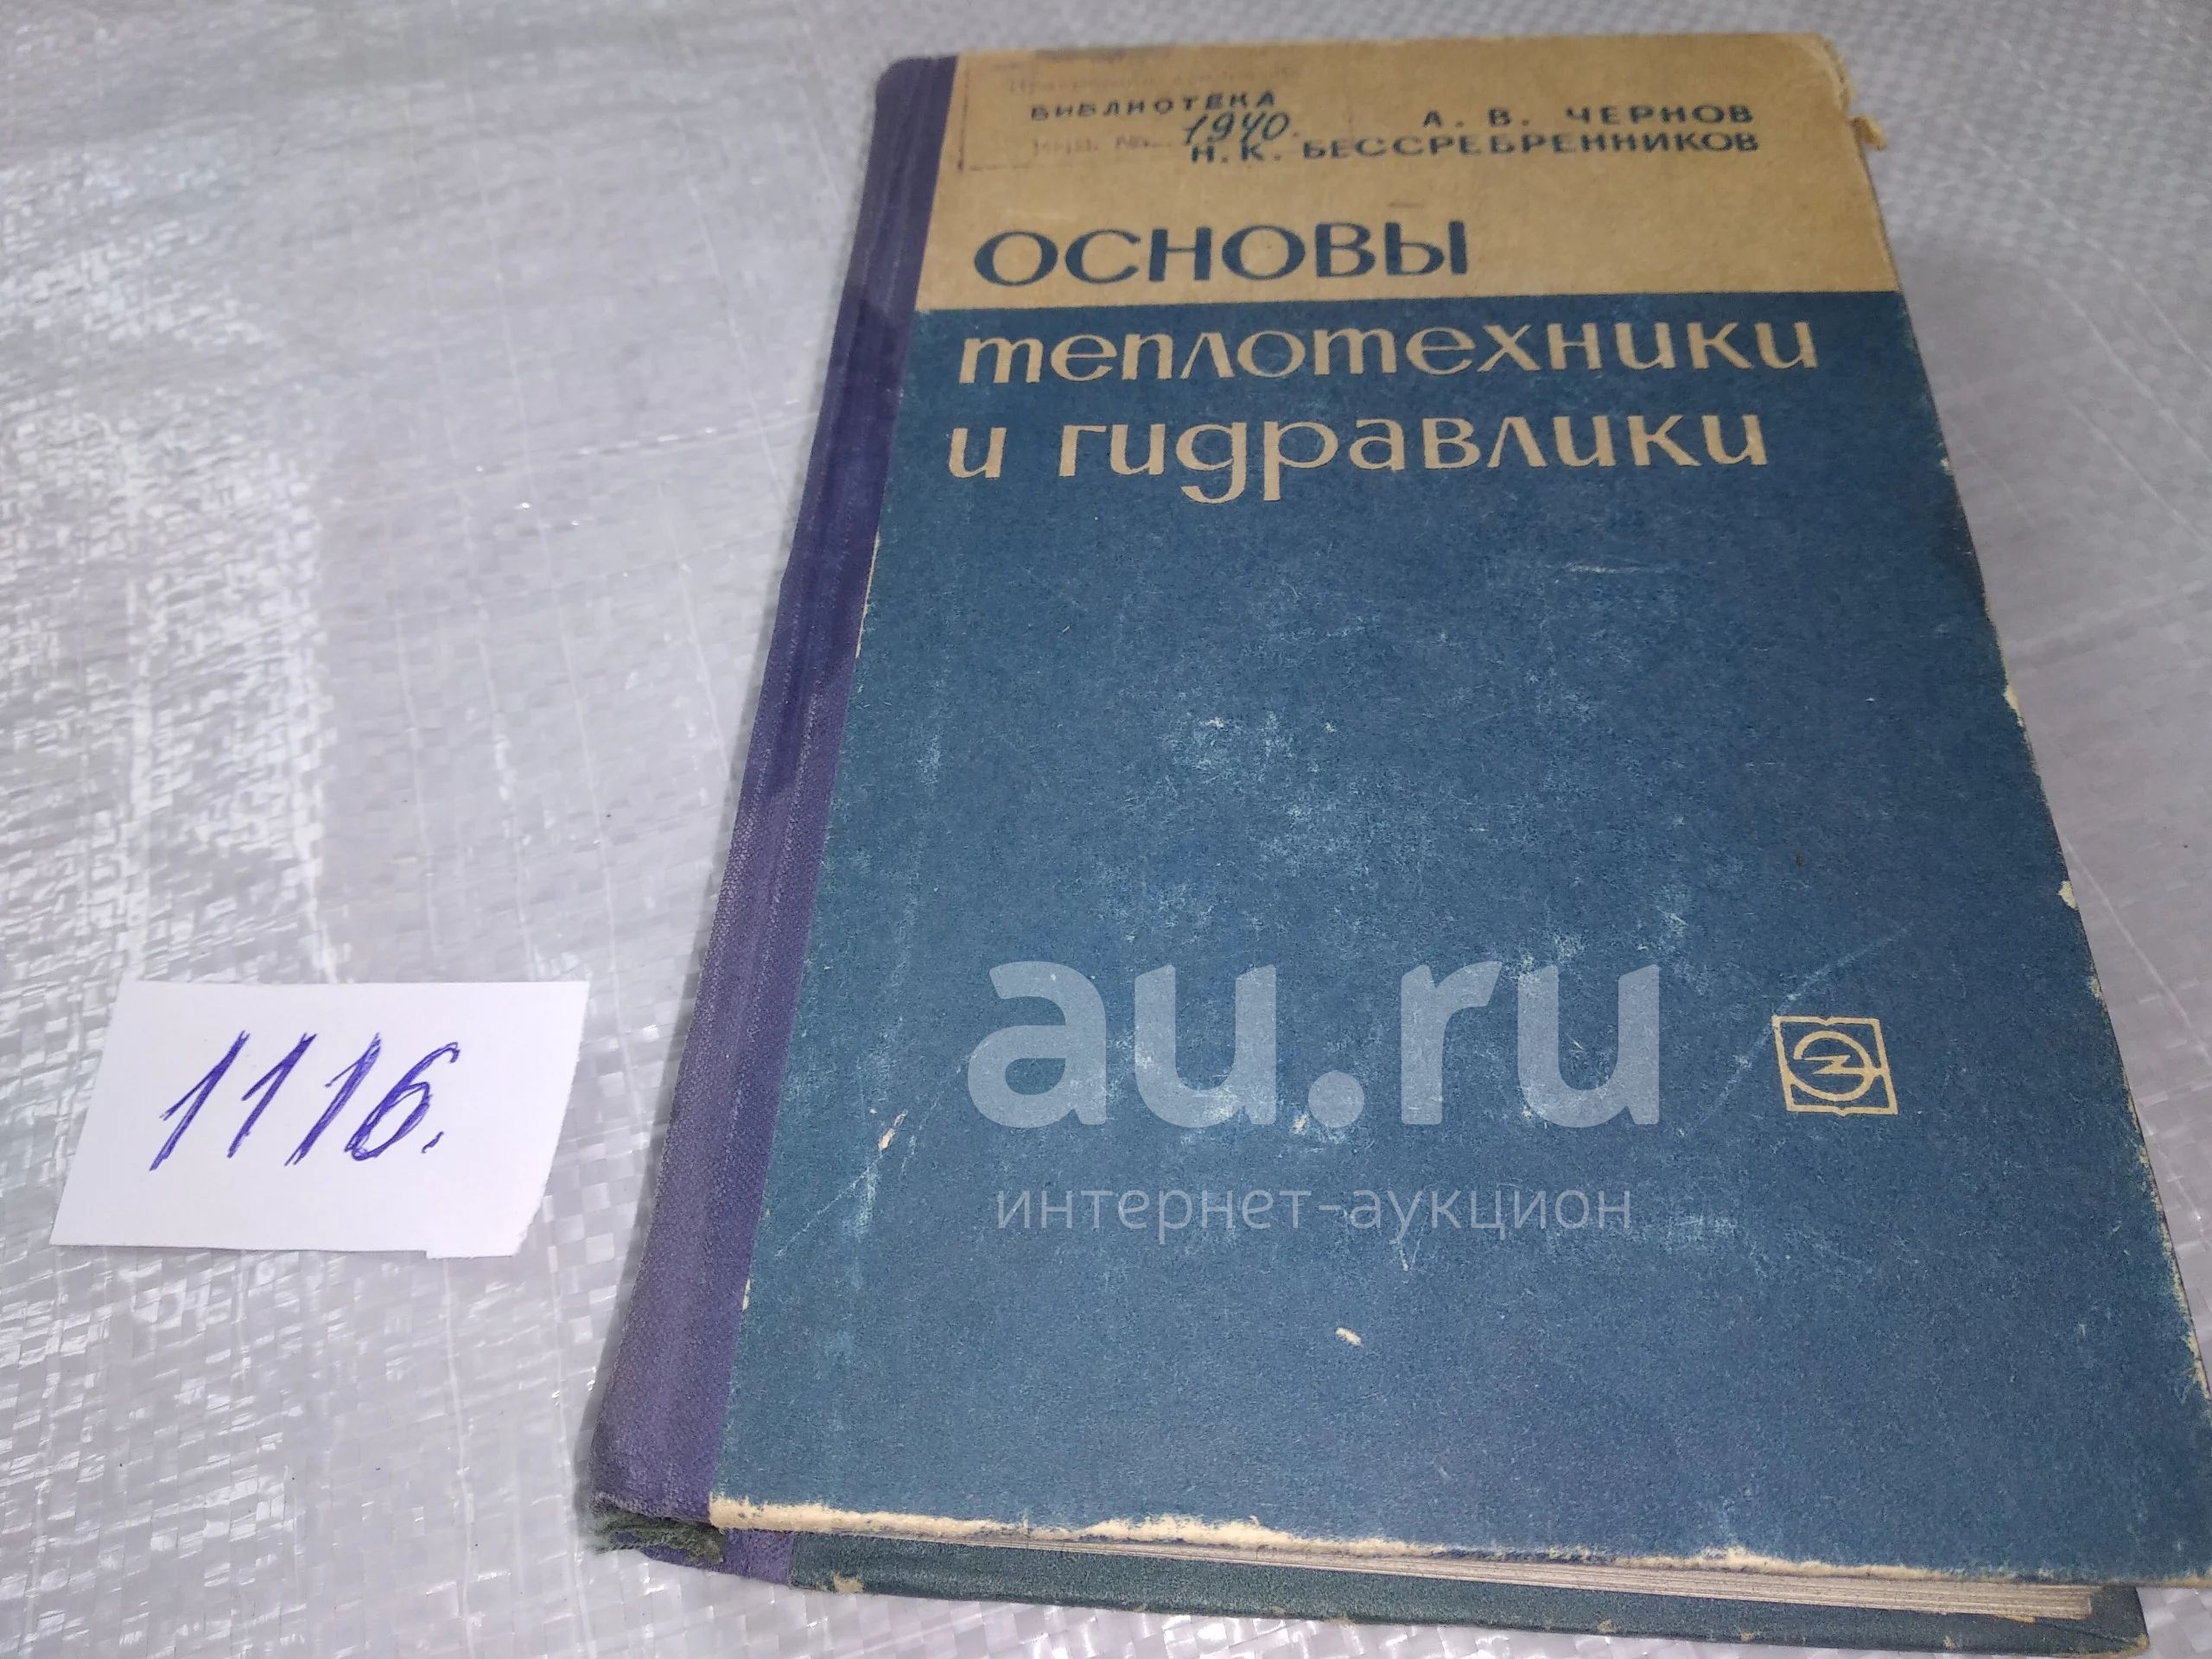 БИБЛИОТЕКА
1940.
А. В. ЧЕРНОВ
Н. К. БЕССРЕБРЕННИКОВ
ОСНОВЫ
теплотехники
и гидравлики
1116.
au.ru
интернет-аукцион